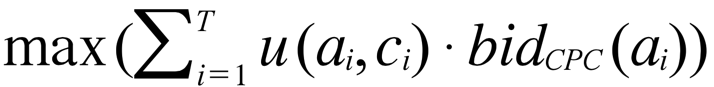 max(∑_{i=1}^{T} u(a_i, c_i) · bid_{CPC}(a_i))